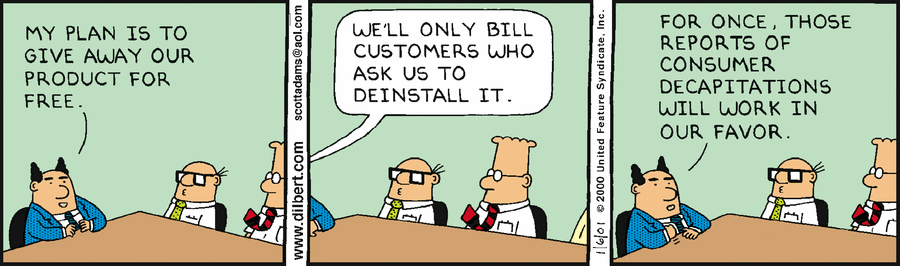 MY PLAN IS TO
GIVE AWAY OUR
PRODUCT FOR
FREE.
www.dilbert.com
scottadams@aol.com
WE'LL ONLY BILL
CUSTOMERS WHO
ASK US TO
DEINSTALL IT.
1/6/01 © 2000 United Feature Syndicate, Inc.
FOR ONCE, THOSE
REPORTS OF
CONSUMER
DECAPITATIONS
WILL WORK IN
OUR FAVOR.